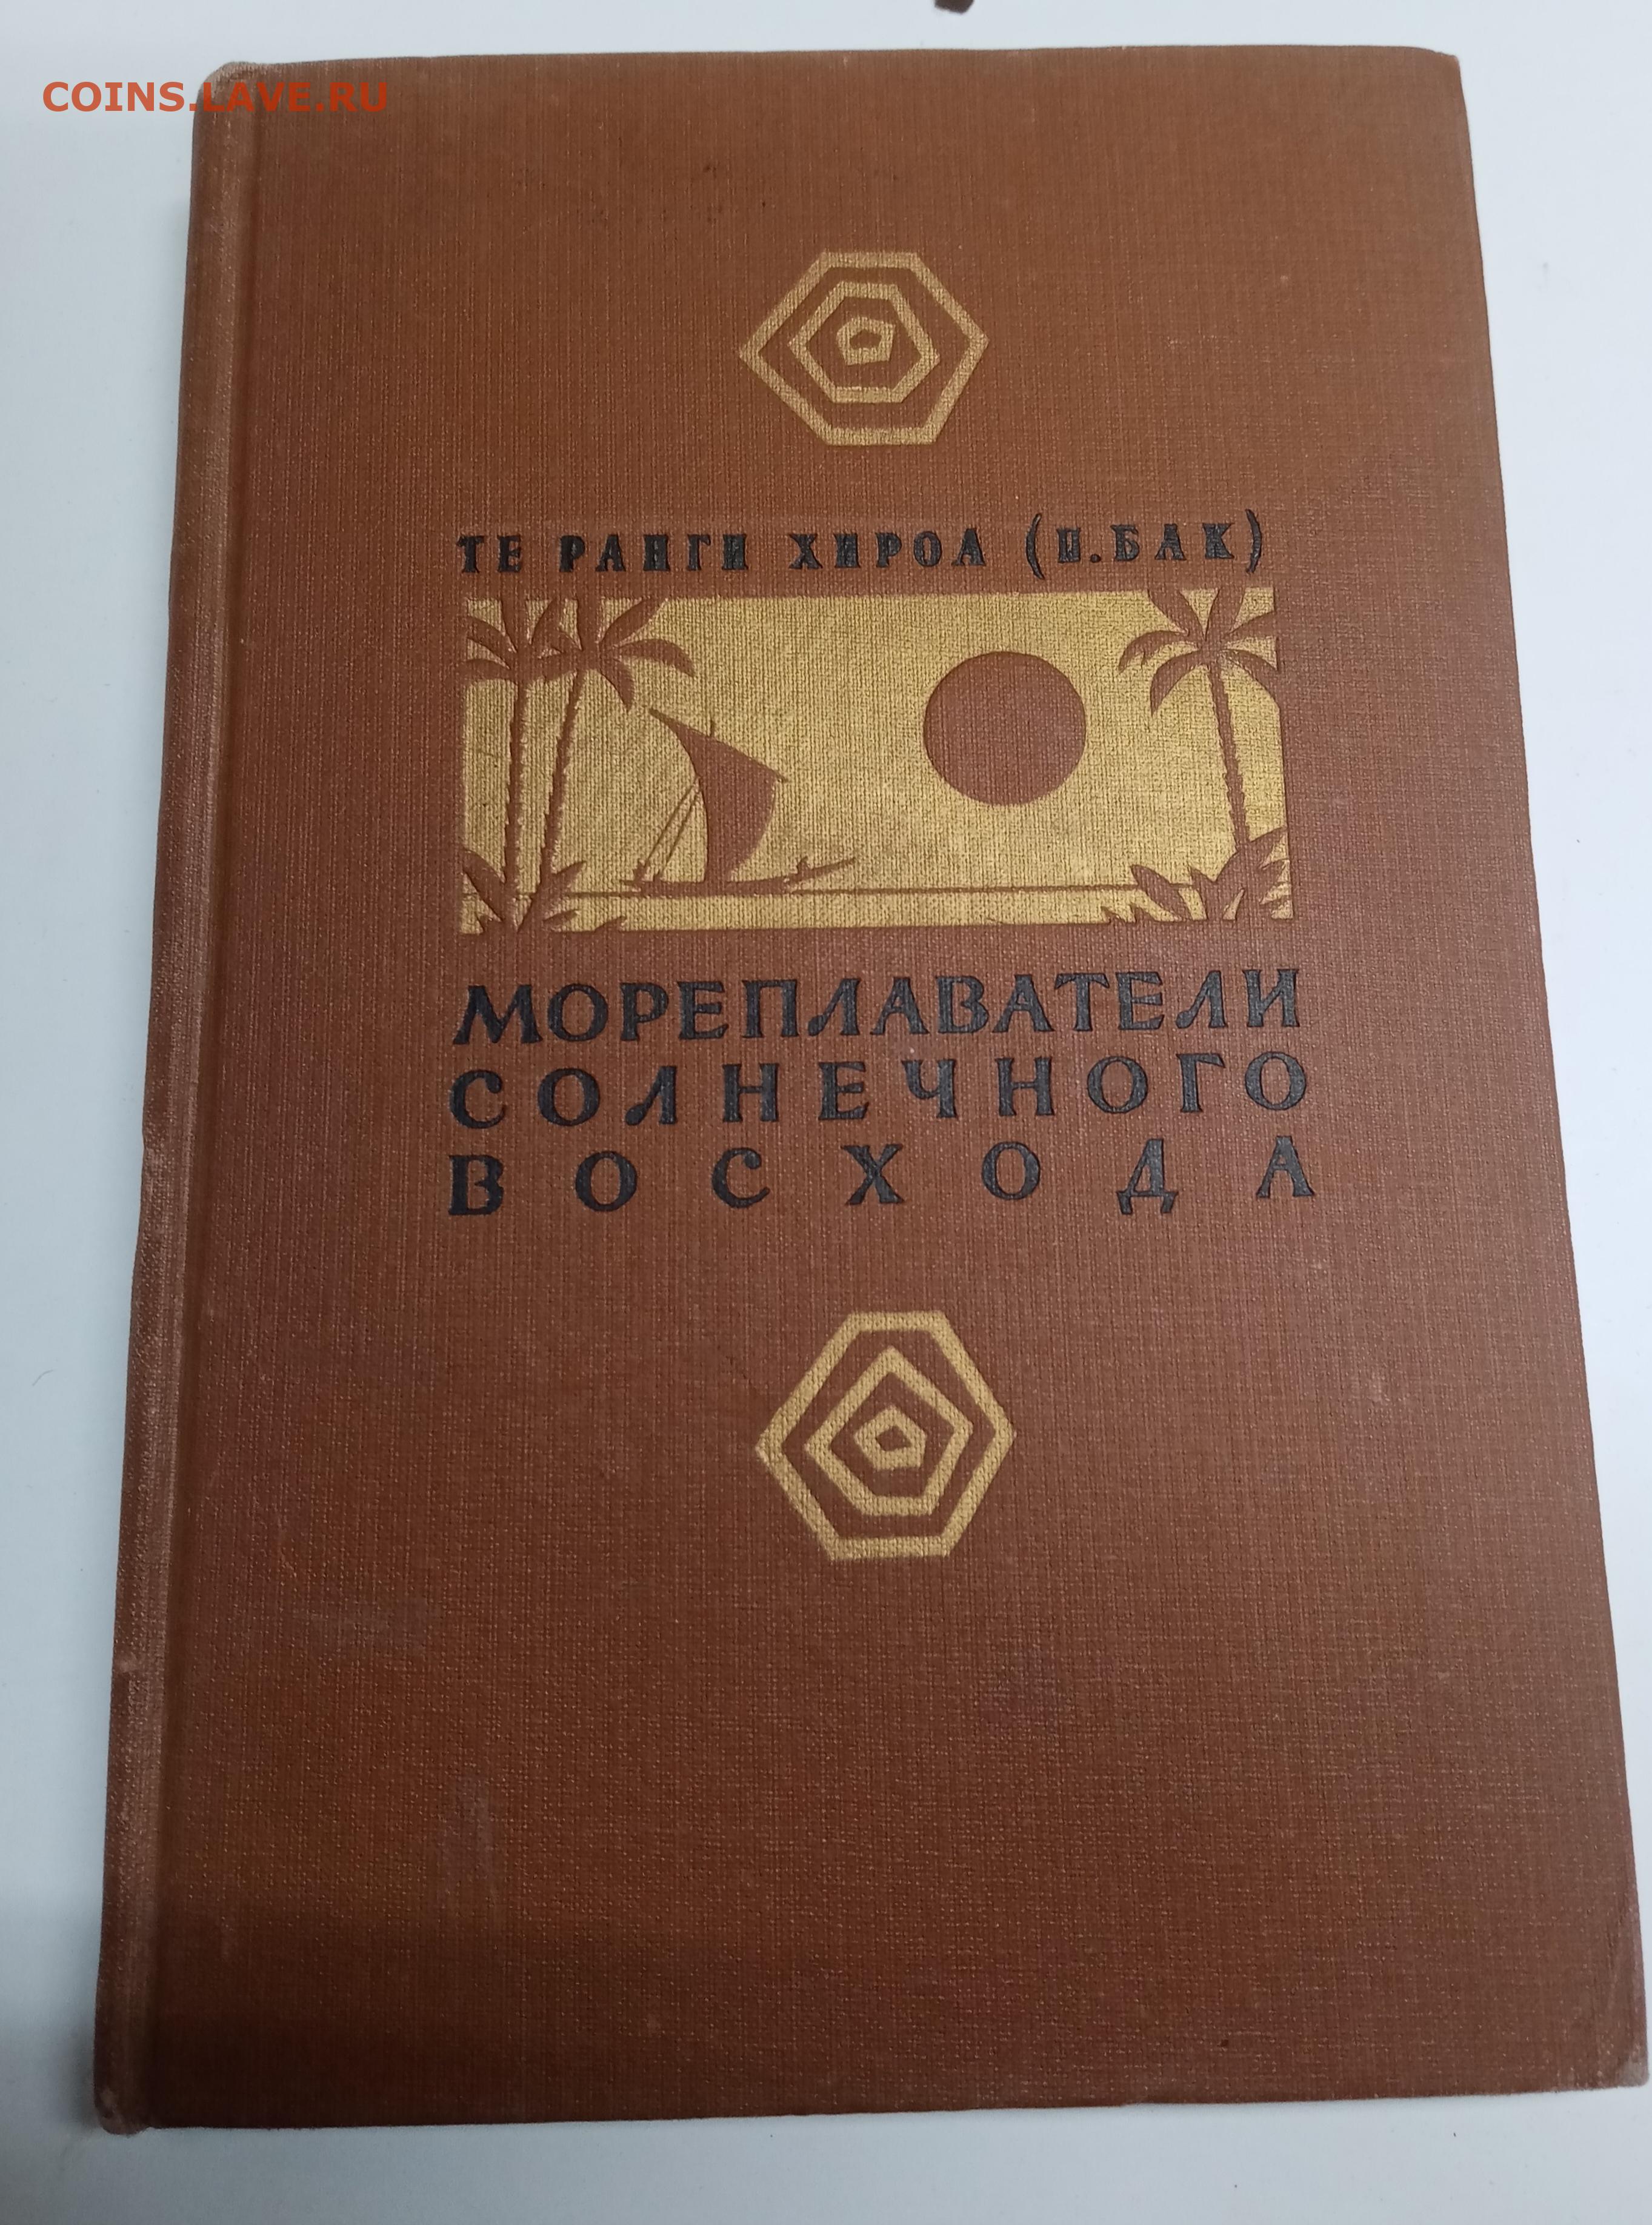 COINS.LAVE.RU
ТЕ РАНГИ ХИРОА (П.БАК)
МОРЕПЛАВАТЕЛИ
СОЛНЕЧНОГО
ВОСХОДА